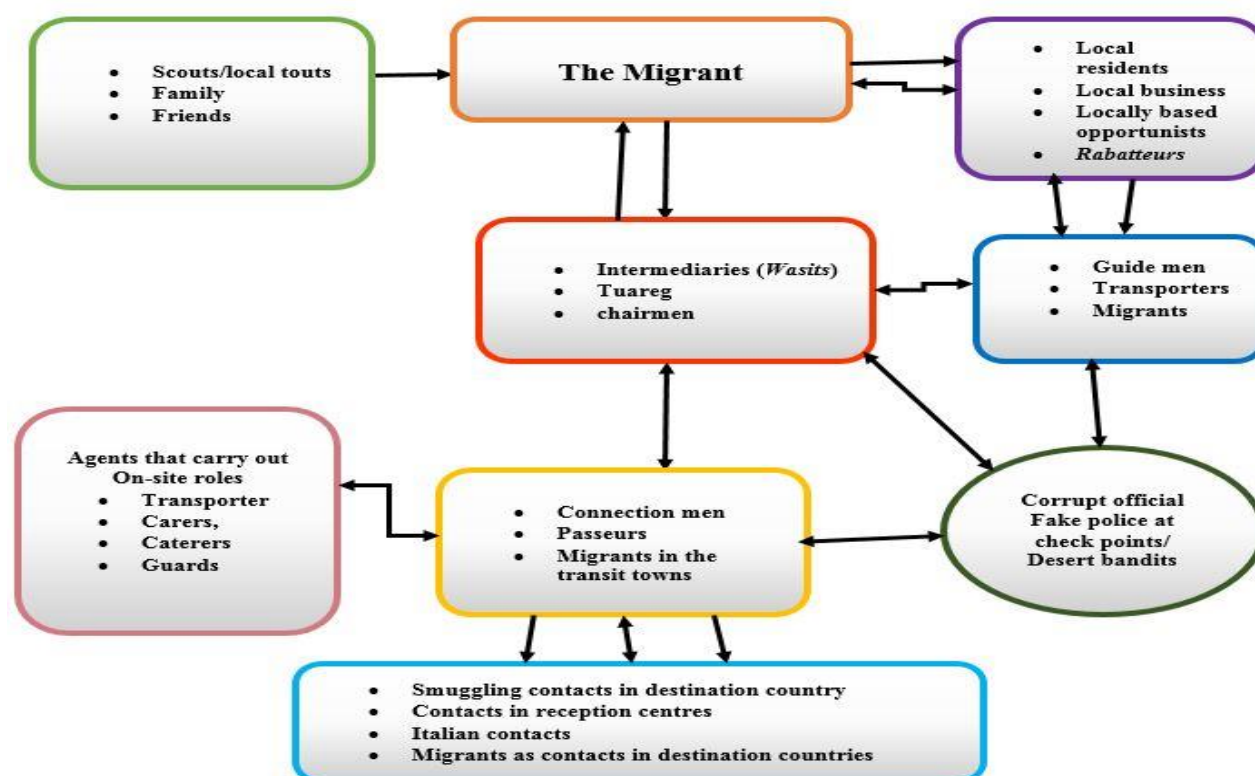 • Scouts/local touts
• Family
• Friends
The Migrant
• Local
residents
• Local business
• Locally based
opportunists
• Rabatteurs
• Intermediaries (Wasits)
• Tuareg
• chairmen
• Guide men
• Transporters
• Migrants
Agents that carry out
On-site roles
• Transporter
• Carers,
• Caterers
• Guards
• Connection men
• Passeurs
• Migrants in the
transit towns
Corrupt official
Fake police at
check points/
Desert bandits
• Smuggling contacts in destination country
• Contacts in reception centres
• Italian contacts
• Migrants as contacts in destination countries